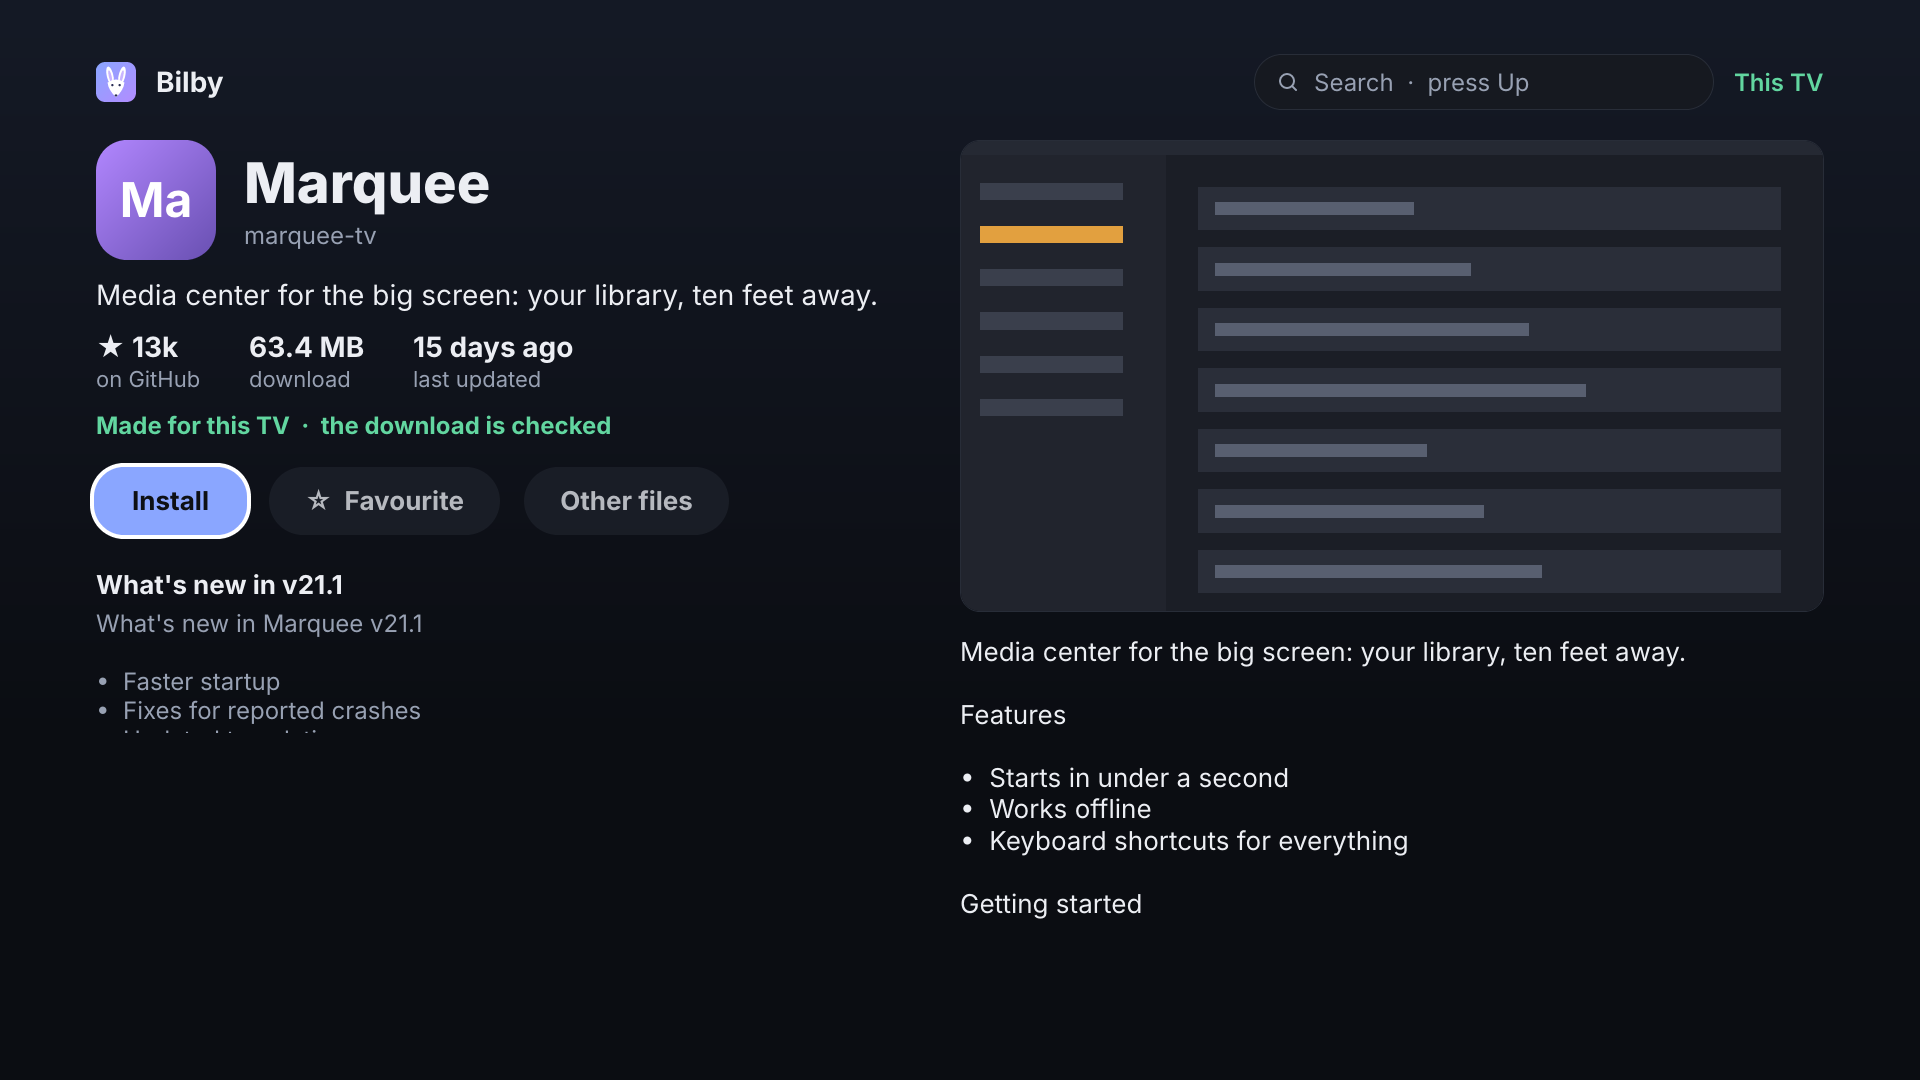 Bilby
Search · press Up
This TV
Ma
Marquee
marquee-tv
Media center for the big screen: your library, ten feet away.
★ 13k
on GitHub
63.4 MB
download
15 days ago
last updated
Made for this TV · the download is checked
Install
☆ Favourite
Other files
What's new in v21.1
What's new in Marquee v21.1
• Faster startup
• Fixes for reported crashes
Media center for the big screen: your library, ten feet away.
Features
• Starts in under a second
• Works offline
• Keyboard shortcuts for everything
Getting started